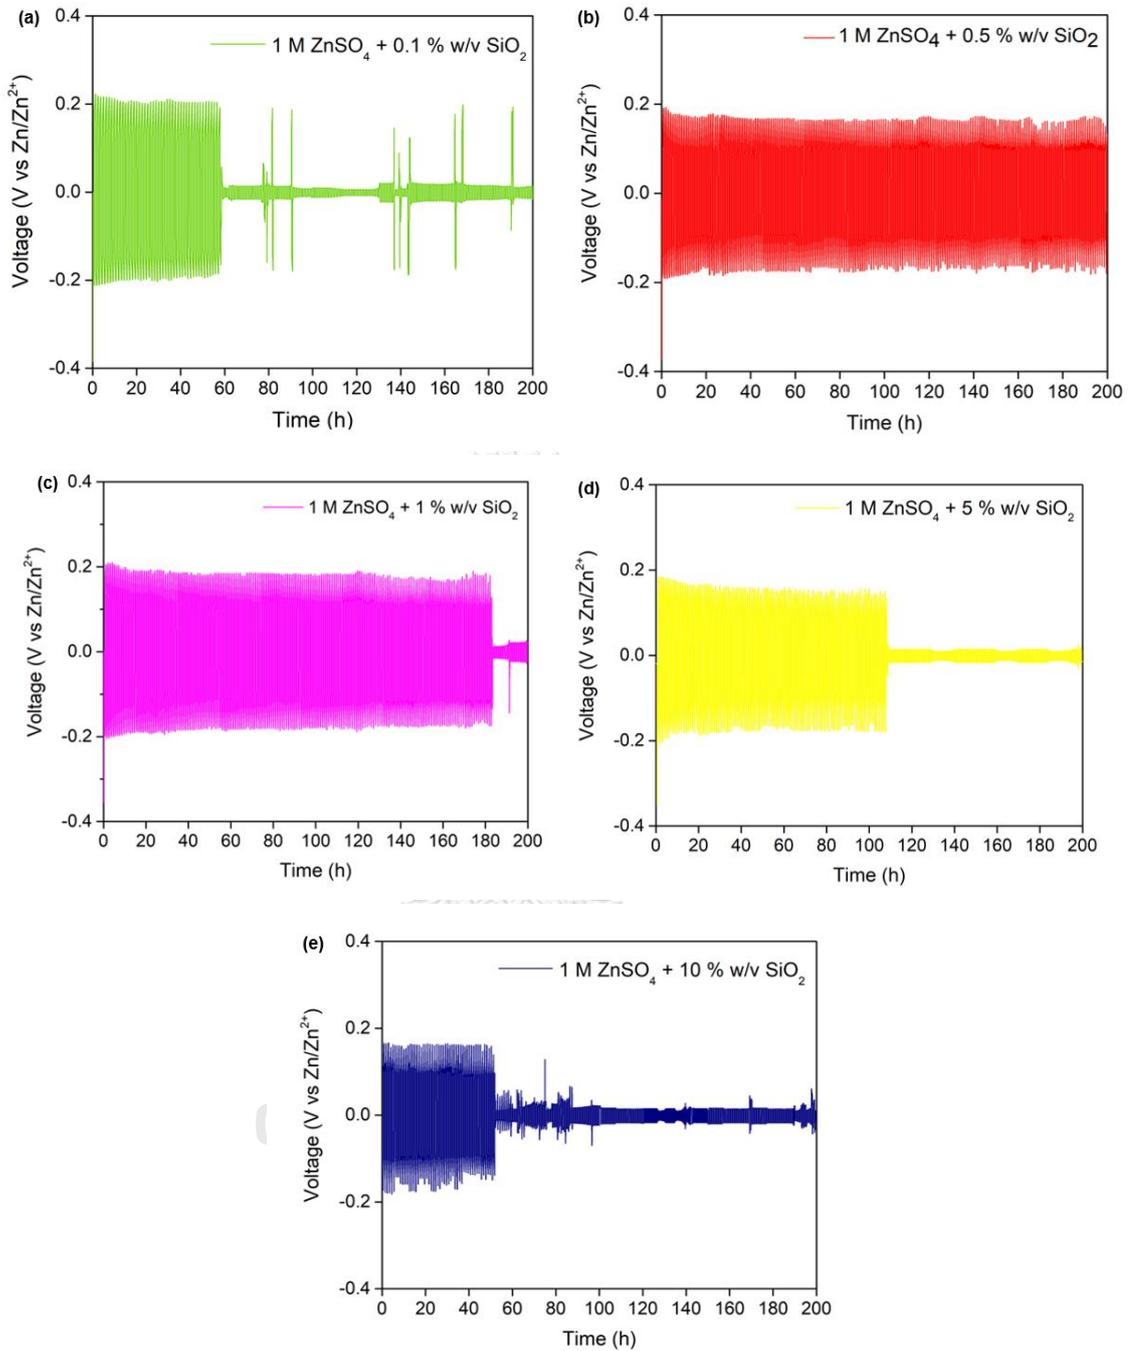 (a)
0.4
0.2
0.0
-0.2
-0.4
Voltage (V vs Zn/Zn²⁺)
1 M ZnSO₄ + 0.1 % w/v SiO₂
0 20 40 60 80 100 120 140 160 180 200
Time (h)
(b)
0.4
0.2
0.0
-0.2
-0.4
Voltage (V vs Zn/Zn²⁺)
1 M ZnSO4 + 0.5 % w/v SiO2
0 20 40 60 80 100 120 140 160 180 200
Time (h)
(c)
0.4
0.2
0.0
-0.2
-0.4
Voltage (V vs Zn/Zn²⁺)
1 M ZnSO₄ + 1 % w/v SiO₂
0 20 40 60 80 100 120 140 160 180 200
Time (h)
(d)
0.4
0.2
0.0
-0.2
-0.4
Voltage (V vs Zn/Zn²⁺)
1 M ZnSO₄ + 5 % w/v SiO₂
0 20 40 60 80 100 120 140 160 180 200
Time (h)
(e)
0.4
0.2
0.0
-0.2
-0.4
Voltage (V vs Zn/Zn²⁺)
1 M ZnSO₄ + 10 % w/v SiO₂
0 20 40 60 80 100 120 140 160 180 200
Time (h)